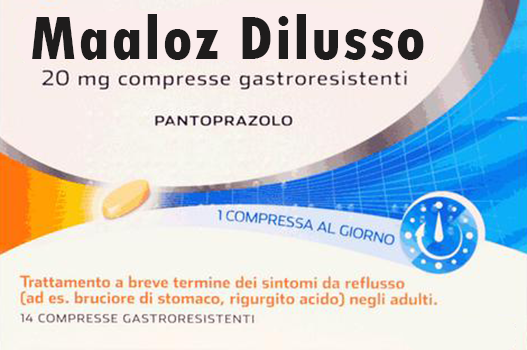 Maaloz Dilusso
20 mg compresse gastroresistenti
PANTOPRAZOLO
1 COMPRESSA AL GIORNO
Trattamento a breve termine dei sintomi da reflusso
(ad es. bruciore di stomaco, rigurgito acido) negli adulti.
14 COMPRESSE GASTRORESISTENTI